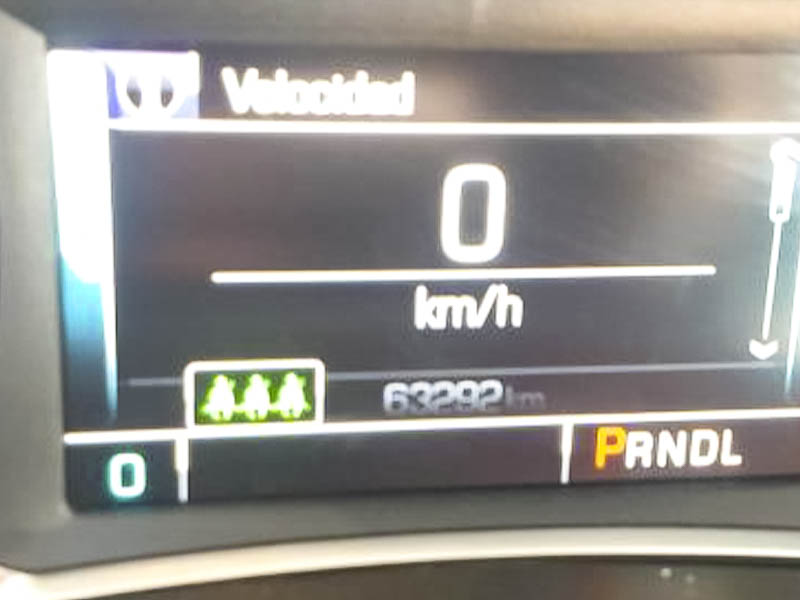 Velocidad
0
km/h
63292 km
0
PRNDL